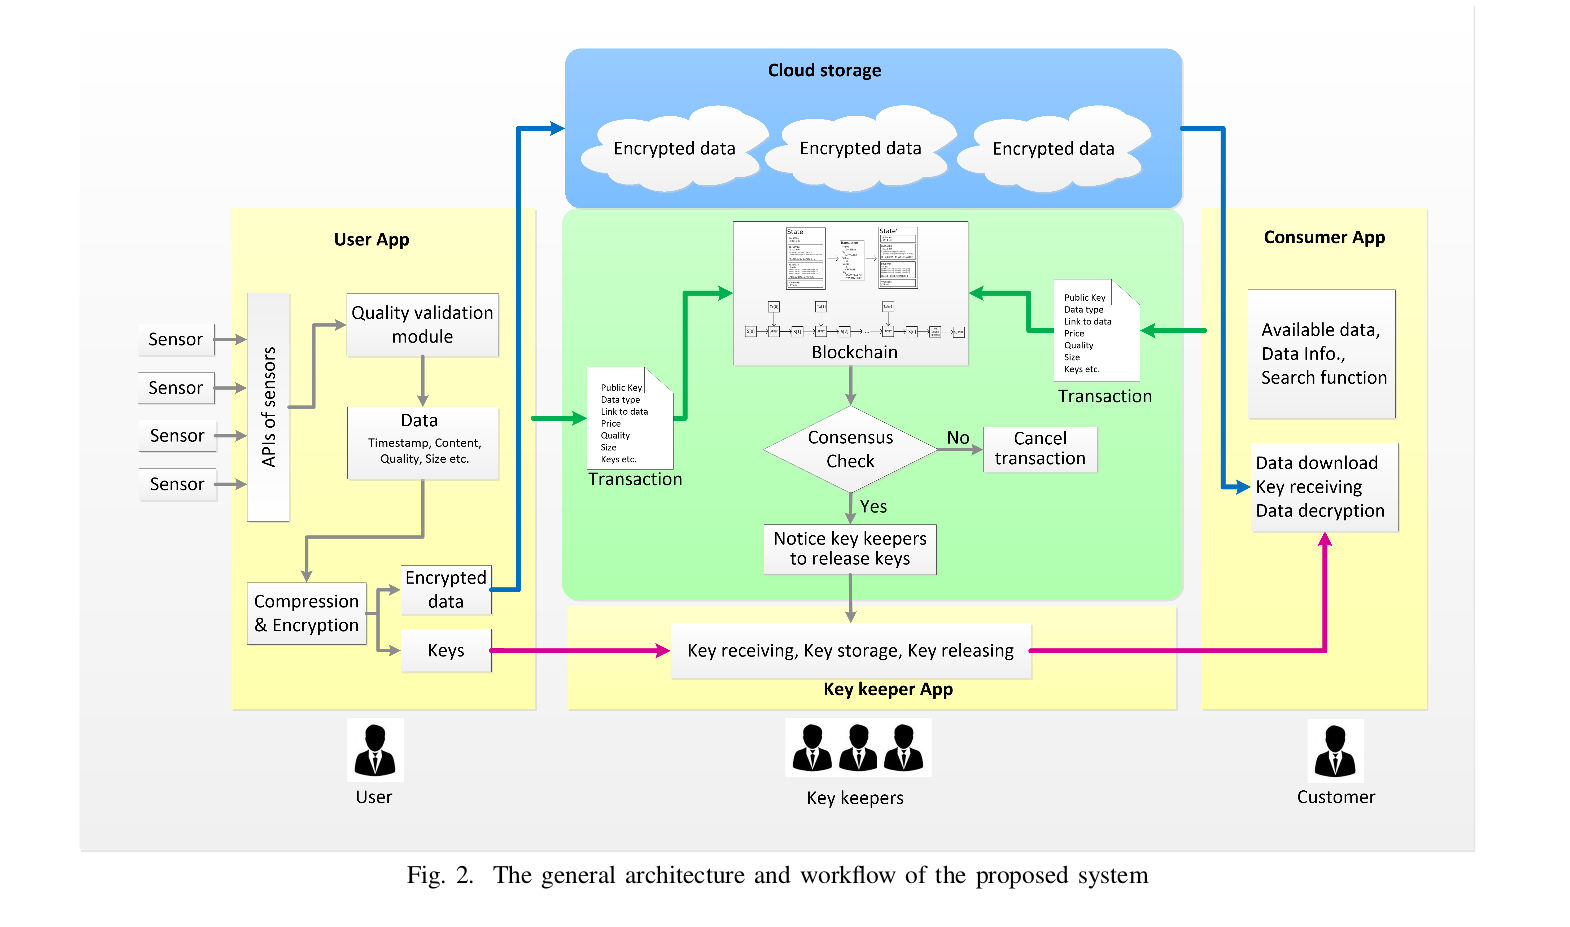 Cloud storage
Encrypted data
Encrypted data
Encrypted data
User App
Sensor
Sensor
Sensor
Sensor
APIs of sensors
Quality validation
module
Data
Timestamp, Content,
Quality, Size etc.
Compression
& Encryption
Encrypted
data
Keys
Public Key
Data type
Link to data
Price
Quality
Size
Keys etc.
Transaction
State
State'
Blockchain
Consensus
Check
No
Cancel
transaction
Yes
Notice key keepers
to release keys
Public Key
Data type
Link to data
Price
Quality
Size
Keys etc.
Transaction
Key receiving, Key storage, Key releasing
Key keeper App
Consumer App
Available data,
Data Info.,
Search function
Data download
Key receiving
Data decryption
User
Key keepers
Customer
Fig. 2. The general architecture and workflow of the proposed system